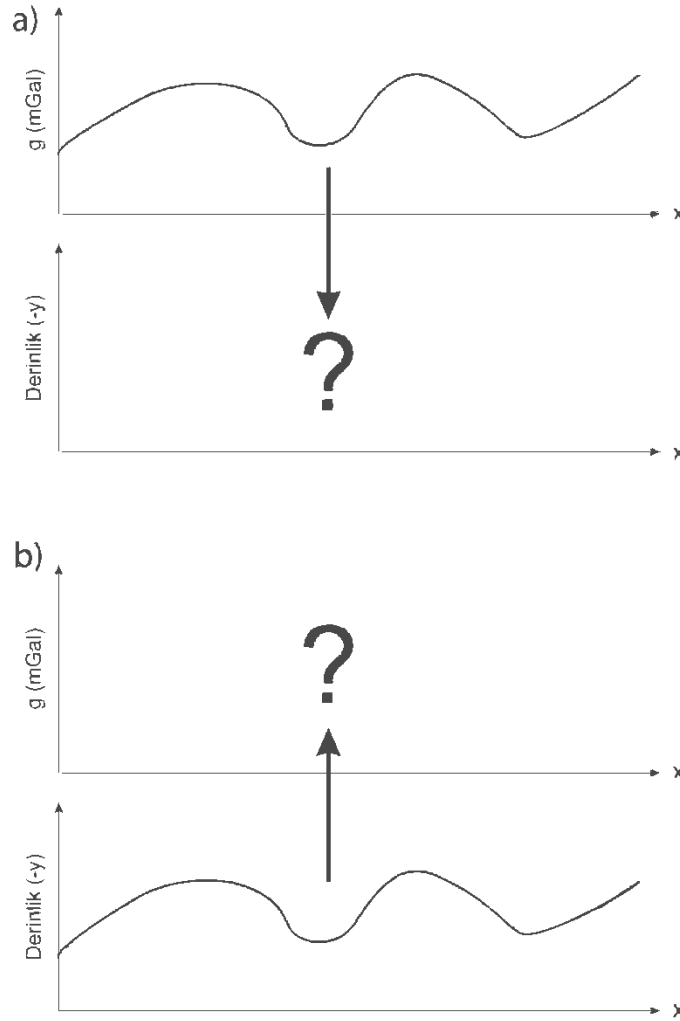 a)
g (mGal)
x
Derinlik (-y)
?
x
b)
g (mGal)
?
x
Derinlik (-y)
x